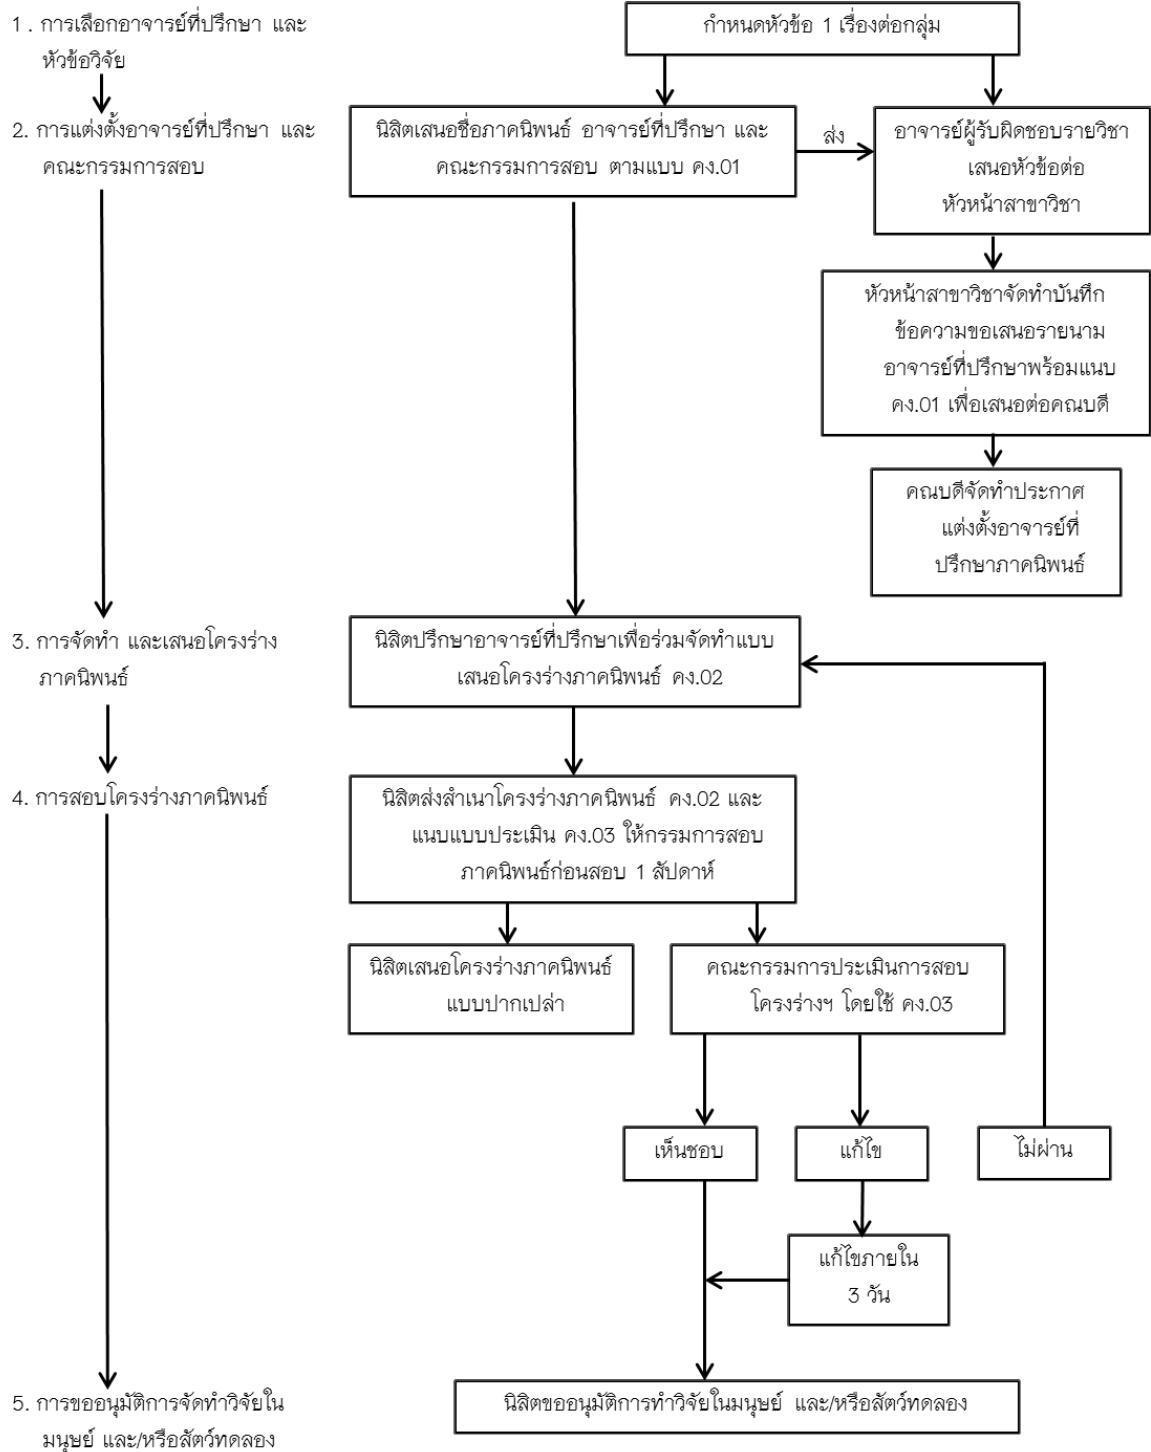 1 . การเลือกอาจารย์ที่ปรึกษา และ
หัวข้อวิจัย
กำหนดหัวข้อ 1 เรื่องต่อกลุ่ม
2. การแต่งตั้งอาจารย์ที่ปรึกษา และ
คณะกรรมการสอบ
นิสิตเสนอชื่อภาคนิพนธ์ อาจารย์ที่ปรึกษา และ
คณะกรรมการสอบ ตามแบบ คง.01
ส่ง
อาจารย์ผู้รับผิดชอบรายวิชา
เสนอหัวข้อต่อ
หัวหน้าสาขาวิชา
หัวหน้าสาขาวิชาจัดทำบันทึก
ข้อความขอเสนอรายนาม
อาจารย์ที่ปรึกษาพร้อมแนบ
คง.01 เพื่อเสนอต่อคณบดี
คณบดีจัดทำประกาศ
แต่งตั้งอาจารย์ที่
ปรึกษาภาคนิพนธ์
3. การจัดทำ และเสนอโครงร่าง
ภาคนิพนธ์
นิสิตปรึกษาอาจารย์ที่ปรึกษาเพื่อร่วมจัดทำแบบ
เสนอโครงร่างภาคนิพนธ์ คง.02
4. การสอบโครงร่างภาคนิพนธ์
นิสิตส่งสำเนาโครงร่างภาคนิพนธ์ คง.02 และ
แนบแบบประเมิน คง.03 ให้กรรมการสอบ
ภาคนิพนธ์ก่อนสอบ 1 สัปดาห์
นิสิตเสนอโครงร่างภาคนิพนธ์
แบบปากเปล่า
คณะกรรมการประเมินการสอบ
โครงร่างฯ โดยใช้ คง.03
เห็นชอบ
แก้ไข
ไม่ผ่าน
แก้ไขภายใน
3 วัน
5. การขออนุมัติการจัดทำวิจัยใน
มนุษย์ และ/หรือสัตว์ทดลอง
นิสิตขออนุมัติการทำวิจัยในมนุษย์ และ/หรือสัตว์ทดลอง